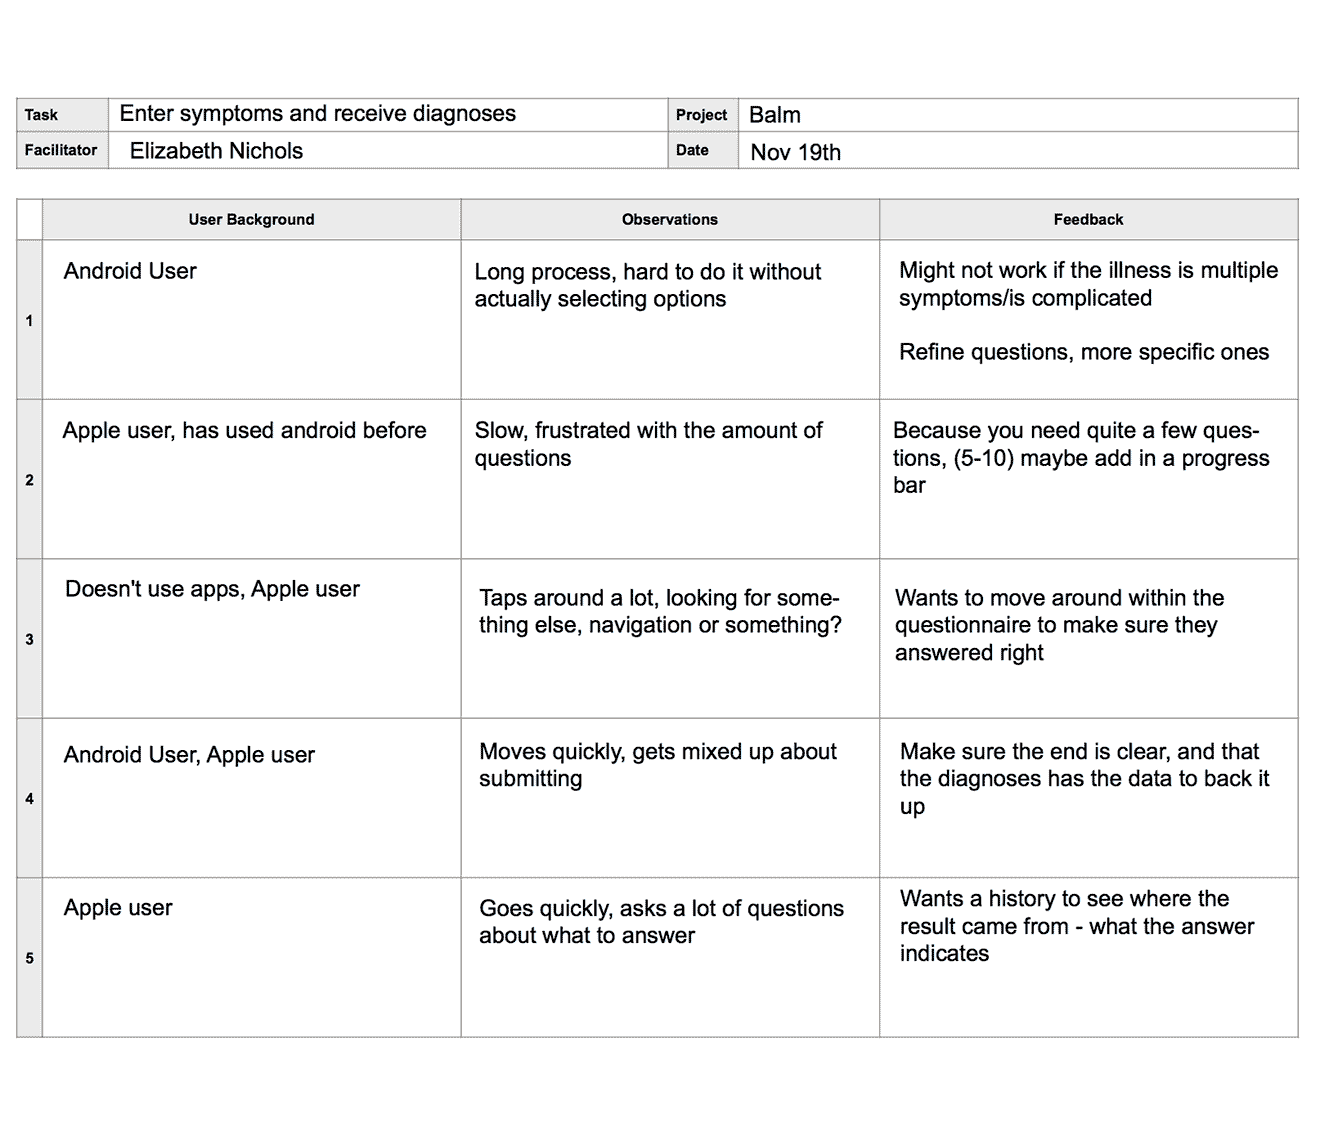 Task Enter symptoms and receive diagnoses Project Balm
Facilitator Elizabeth Nichols Date Nov 19th
User Background Observations Feedback
1
Android User
Long process, hard to do it without
actually selecting options
Might not work if the illness is multiple
symptoms/is complicated
Refine questions, more specific ones
2
Apple user, has used android before
Slow, frustrated with the amount of
questions
Because you need quite a few ques-
tions, (5-10) maybe add in a progress
bar
3
Doesn't use apps, Apple user
Taps around a lot, looking for some-
thing else, navigation or something?
Wants to move around within the
questionnaire to make sure they
answered right
4
Android User, Apple user
Moves quickly, gets mixed up about
submitting
Make sure the end is clear, and that
the diagnoses has the data to back it
up
5
Apple user
Goes quickly, asks a lot of questions
about what to answer
Wants a history to see where the
result came from - what the answer
indicates